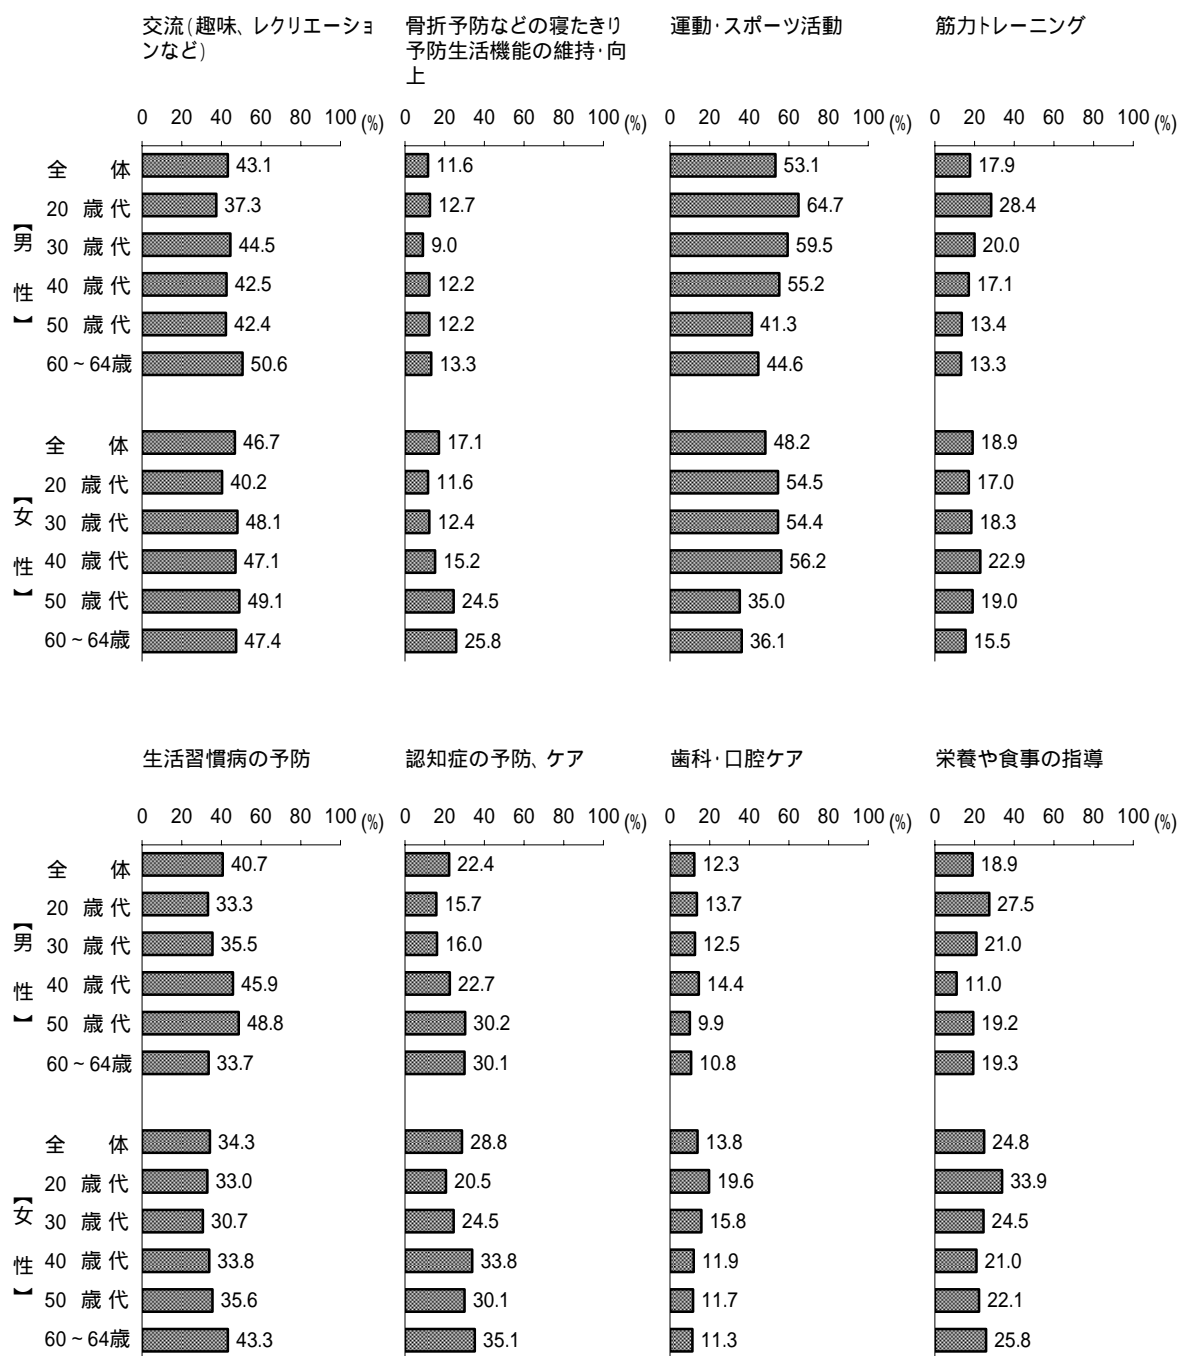 交流(趣味、レクリエーショ
ンなど)
骨折予防などの寝たきり
予防生活機能の維持・向
上
運動・スポーツ活動
筋力トレーニング
0 20 40 60 80 100 (%) 0 20 40 60 80 100 (%) 0 20 40 60 80 100 (%) 0 20 40 60 80 100 (%)
【男性】
全体 43.1 11.6 53.1 17.9
20歳代 37.3 12.7 64.7 28.4
30歳代 44.5 9.0 59.5 20.0
40歳代 42.5 12.2 55.2 17.1
50歳代 42.4 12.2 41.3 13.4
60~64歳 50.6 13.3 44.6 13.3
【女性】
全体 46.7 17.1 48.2 18.9
20歳代 40.2 11.6 54.5 17.0
30歳代 48.1 12.4 54.4 18.3
40歳代 47.1 15.2 56.2 22.9
50歳代 49.1 24.5 35.0 19.0
60~64歳 47.4 25.8 36.1 15.5
生活習慣病の予防
認知症の予防、ケア
歯科・口腔ケア
栄養や食事の指導
0 20 40 60 80 100 (%) 0 20 40 60 80 100 (%) 0 20 40 60 80 100 (%) 0 20 40 60 80 100 (%)
【男性】
全体 40.7 22.4 12.3 18.9
20歳代 33.3 15.7 13.7 27.5
30歳代 35.5 16.0 12.5 21.0
40歳代 45.9 22.7 14.4 11.0
50歳代 48.8 30.2 9.9 19.2
60~64歳 33.7 30.1 10.8 19.3
【女性】
全体 34.3 28.8 13.8 24.8
20歳代 33.0 20.5 19.6 33.9
30歳代 30.7 24.5 15.8 24.5
40歳代 33.8 33.8 11.9 21.0
50歳代 35.6 30.1 11.7 22.1
60~64歳 43.3 35.1 11.3 25.8